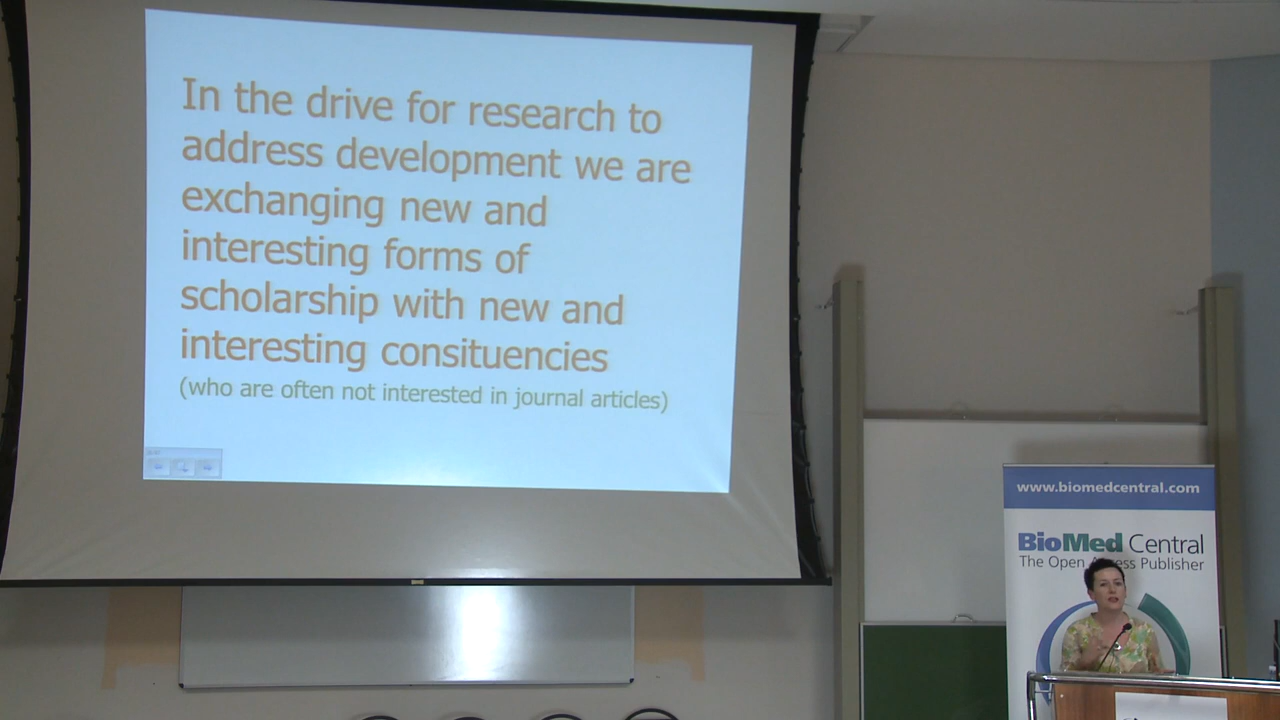 In the drive for research to
address development we are
exchanging new and
interesting forms of
scholarship with new and
interesting consituencies
(who are often not interested in journal articles)
www.biomedcentral.com
BioMed Central
The Open Publisher